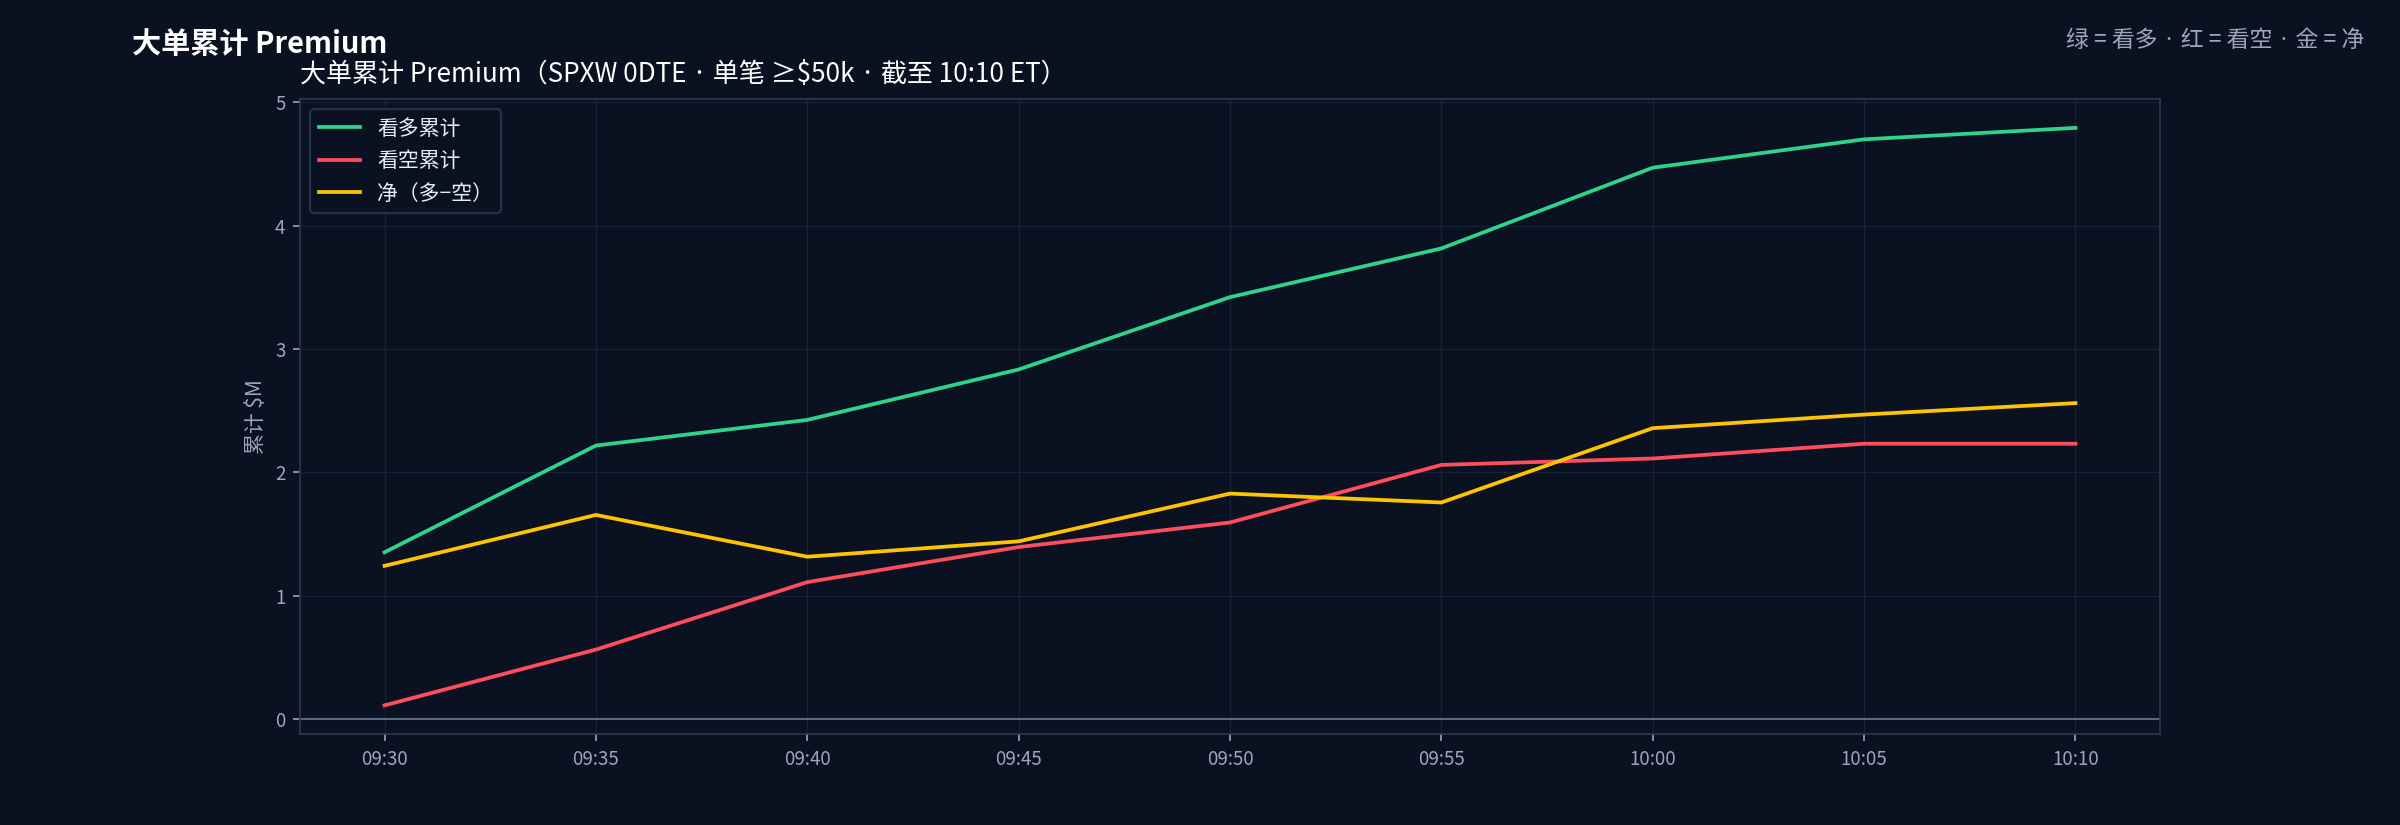 大单累计 Premium
绿 = 看多 · 红 = 看空 · 金 = 净
大单累计 Premium（SPXW 0DTE · 单笔 ≥$50k · 截至 10:10 ET）
看多累计
看空累计
净（多−空）
累计 $M
5
4
3
2
1
0
09:30 09:35 09:40 09:45 09:50 09:55 10:00 10:05 10:10